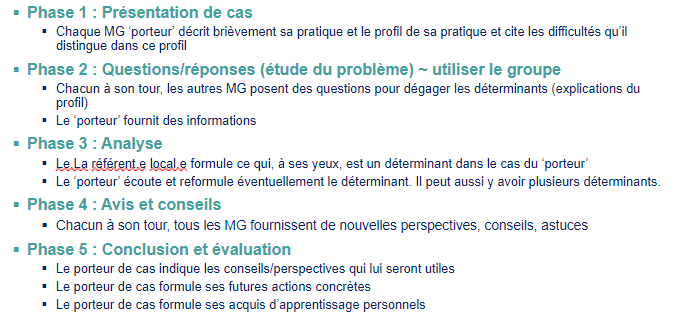 Phase 1 : Présentation de cas
Chaque MG ‘porteur’ décrit brièvement sa pratique et le profil de sa pratique et cite les difficultés qu’il
distingue dans ce profil
Phase 2 : Questions/réponses (étude du problème) ~ utiliser le groupe
Chacun à son tour, les autres MG posent des questions pour dégager les déterminants (explications du
profil)
Le ‘porteur’ fournit des informations
Phase 3 : Analyse
Le.La référent.e local.e formule ce qui, à ses yeux, est un déterminant dans le cas du ‘porteur’
Le ‘porteur’ écoute et reformule éventuellement le déterminant. Il peut aussi y avoir plusieurs déterminants.
Phase 4 : Avis et conseils
Chacun à son tour, tous les MG fournissent de nouvelles perspectives, conseils, astuces
Phase 5 : Conclusion et évaluation
Le porteur de cas indique les conseils/perspectives qui lui seront utiles
Le porteur de cas formule ses futures actions concrètes
Le porteur de cas formule ses acquis d’apprentissage personnels